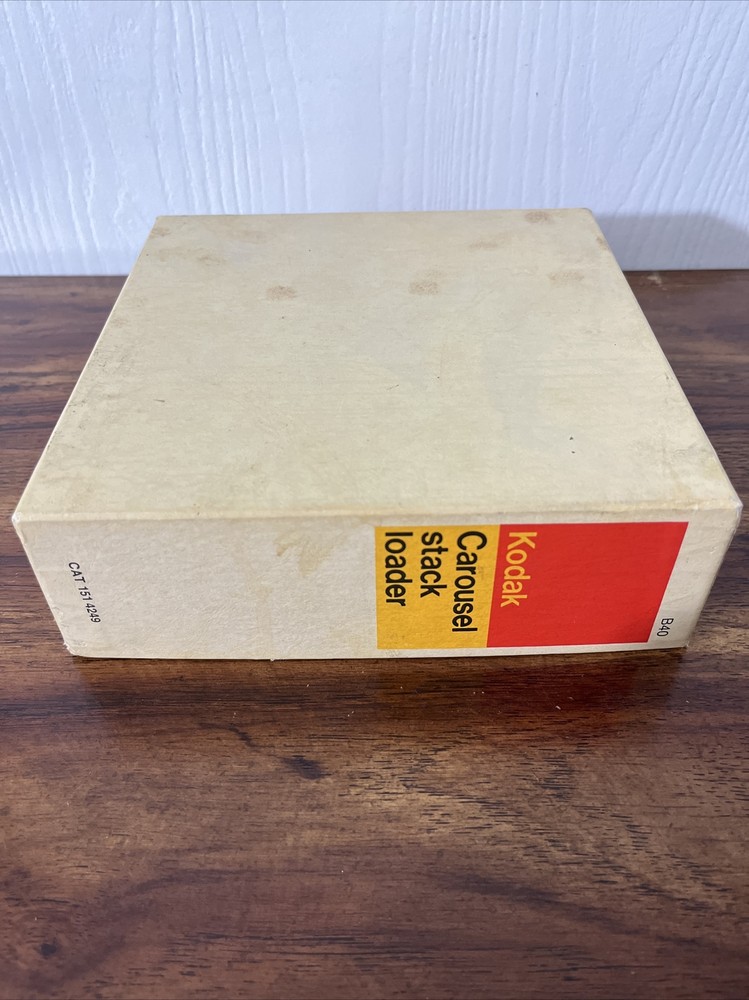 B40
Kodak
Carousel
stack
loader
CAT 151 4249